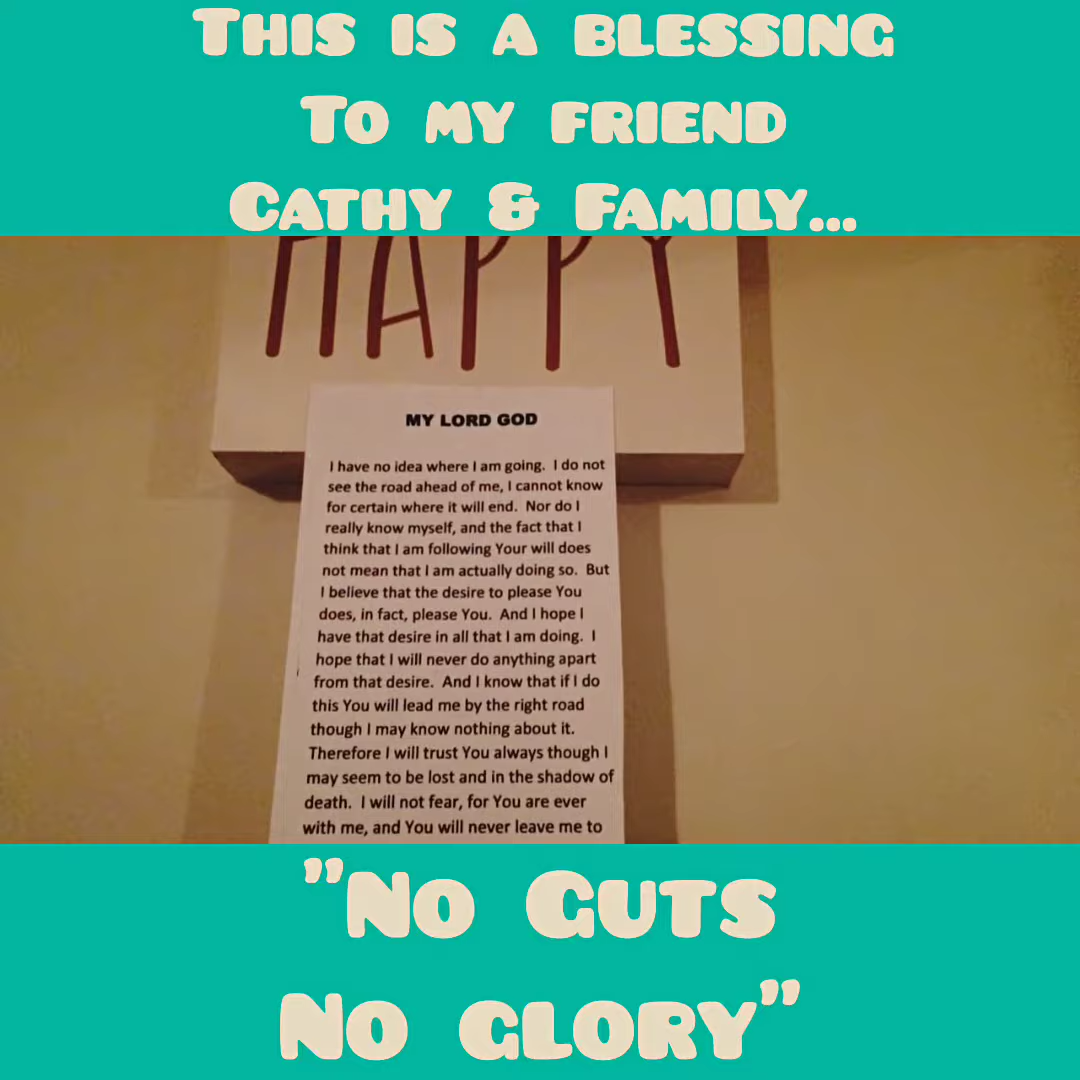 This is a blessing
To my friend
Cathy & Family...
HAPPY
MY LORD GOD
I have no idea where I am going. I do not
see the road ahead of me, I cannot know
for certain where it will end. Nor do I
really know myself, and the fact that I
think that I am following Your will does
not mean that I am actually doing so. But
I believe that the desire to please You
does, in fact, please You. And I hope I
have that desire in all that I am doing. I
hope that I will never do anything apart
from that desire. And I know that if I do
this You will lead me by the right road
though I may know nothing about it.
Therefore I will trust You always though I
may seem to be lost and in the shadow of
death. I will not fear, for You are ever
with me, and You will never leave me to
"No Guts
No glory"